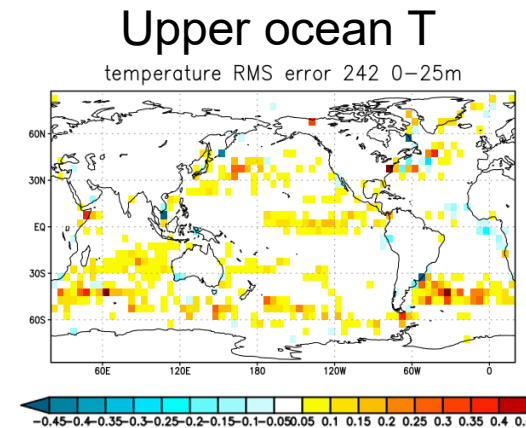 Upper ocean T
temperature RMS error 242 0-25m
60N
30N
EQ
30S
60S
60E 120E 180 120W 60W 0
-0.45-0.4-0.35-0.3-0.25-0.2-0.15-0.1-0.050.05 0.1 0.15 0.2 0.25 0.3 0.35 0.4